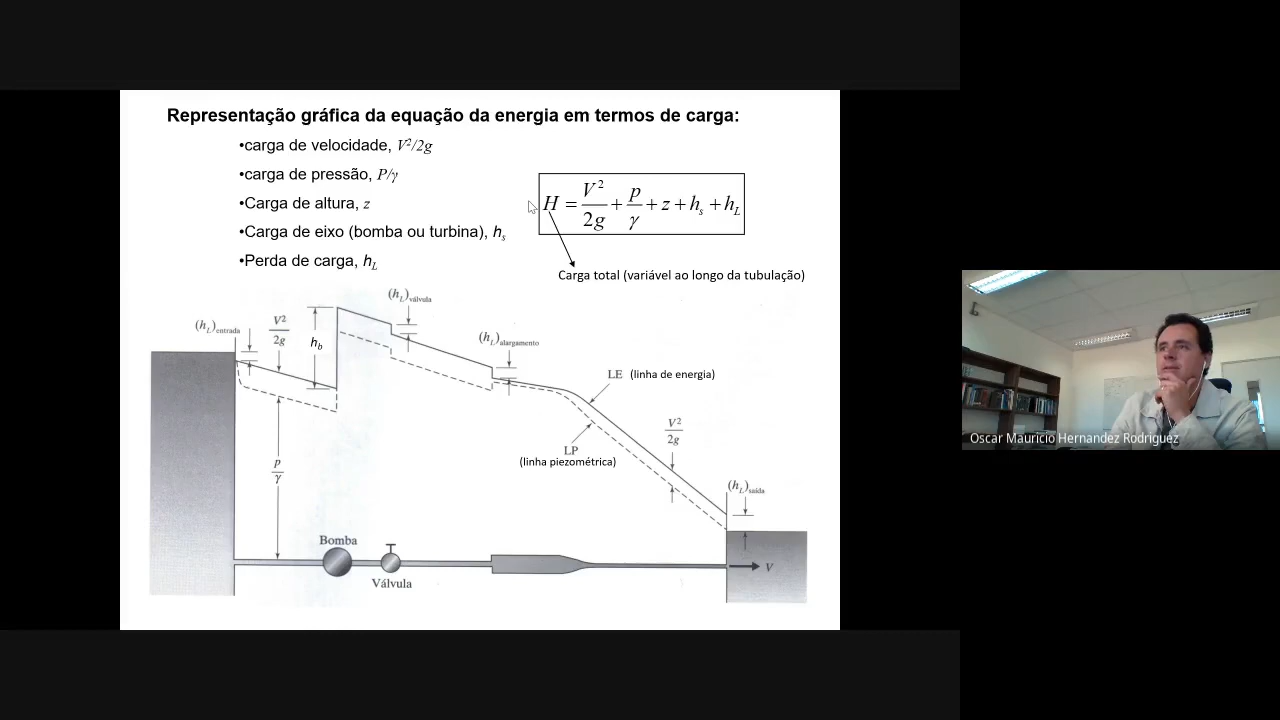 Representação gráfica da equação da energia em termos de carga:
•carga de velocidade, V²/2g
•carga de pressão, P/γ
•Carga de altura, z
•Carga de eixo (bomba ou turbina), hₛ
•Perda de carga, h_L
H = V²/2g + p/γ + z + hₛ + h_L
Carga total (variável ao longo da tubulação)
(h_L)entrada
V²/2g
h_b
(h_L)válvula
(h_L)alargamento
LE (linha de energia)
V²/2g
LP
(linha piezométrica)
p/γ
(h_L)saída
Bomba
Válvula
V
Oscar Mauricio Hernandez Rodriguez